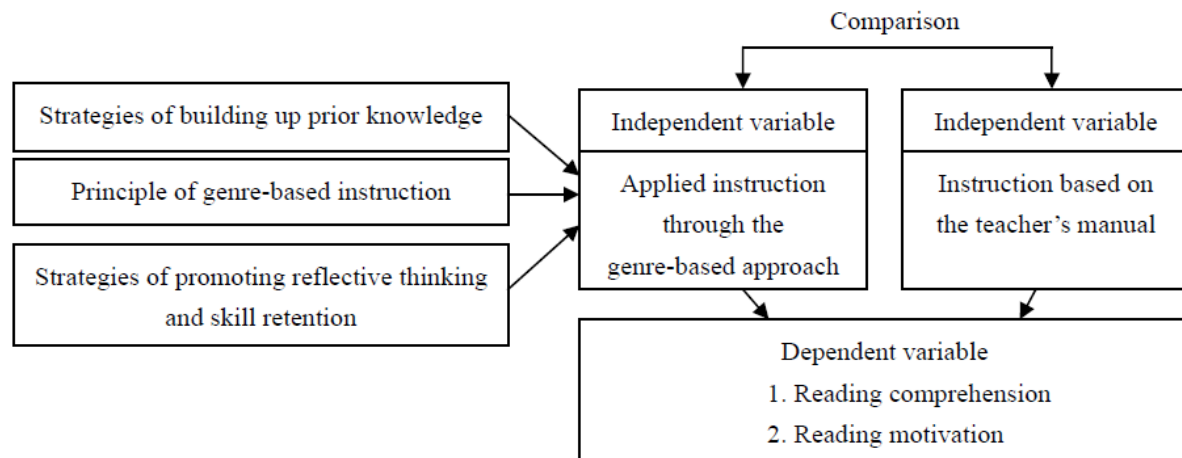 Comparison
Strategies of building up prior knowledge
Principle of genre-based instruction
Strategies of promoting reflective thinking
and skill retention
Independent variable
Applied instruction
through the
genre-based approach
Independent variable
Instruction based on
the teacher’s manual
Dependent variable
1. Reading comprehension
2. Reading motivation